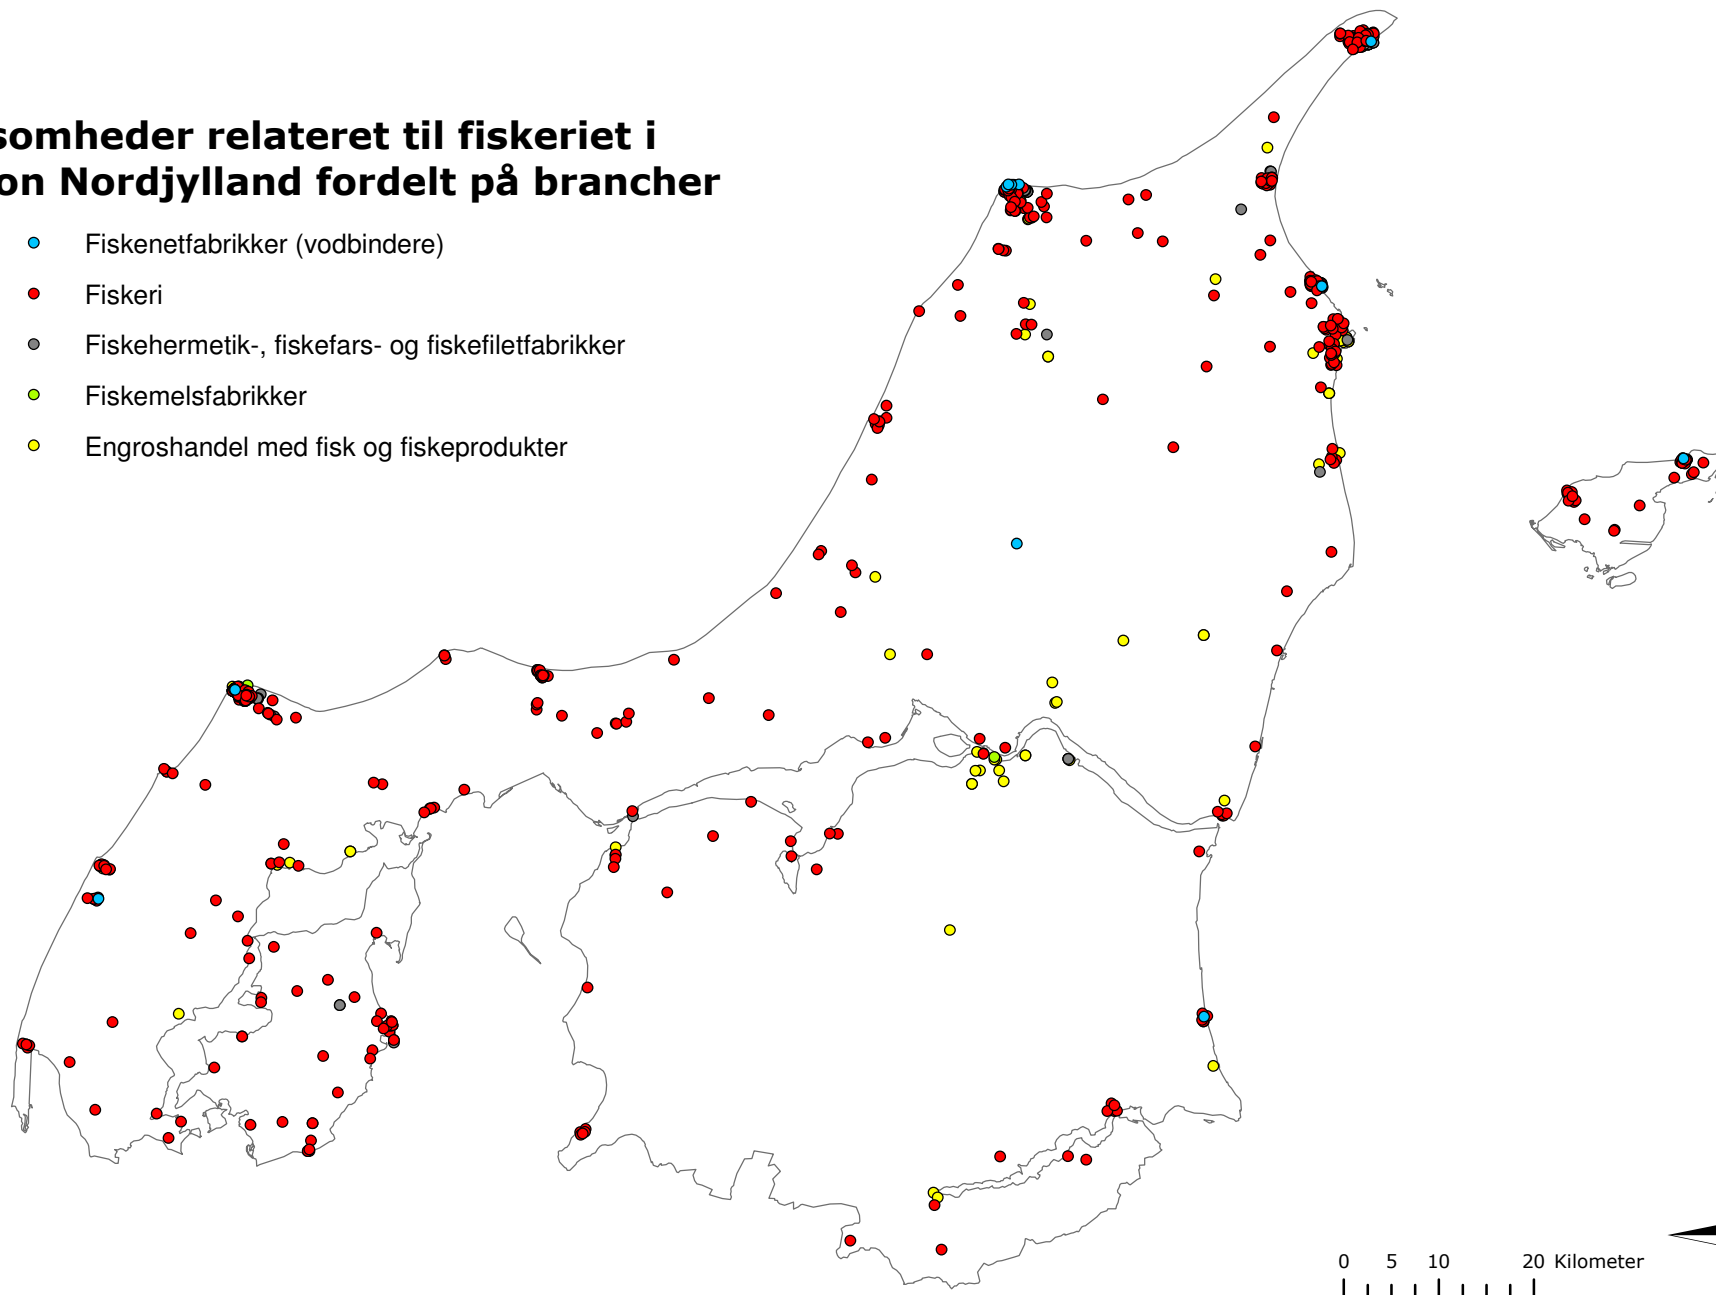 somheder relateret til fiskeriet i
on Nordjylland fordelt på brancher
Fiskenetfabrikker (vodbindere)
Fiskeri
Fiskehermetik-, fiskefars- og fiskefiletfabrikker
Fiskemelsfabrikker
Engroshandel med fisk og fiskeprodukter
0 5 10 20 Kilometer